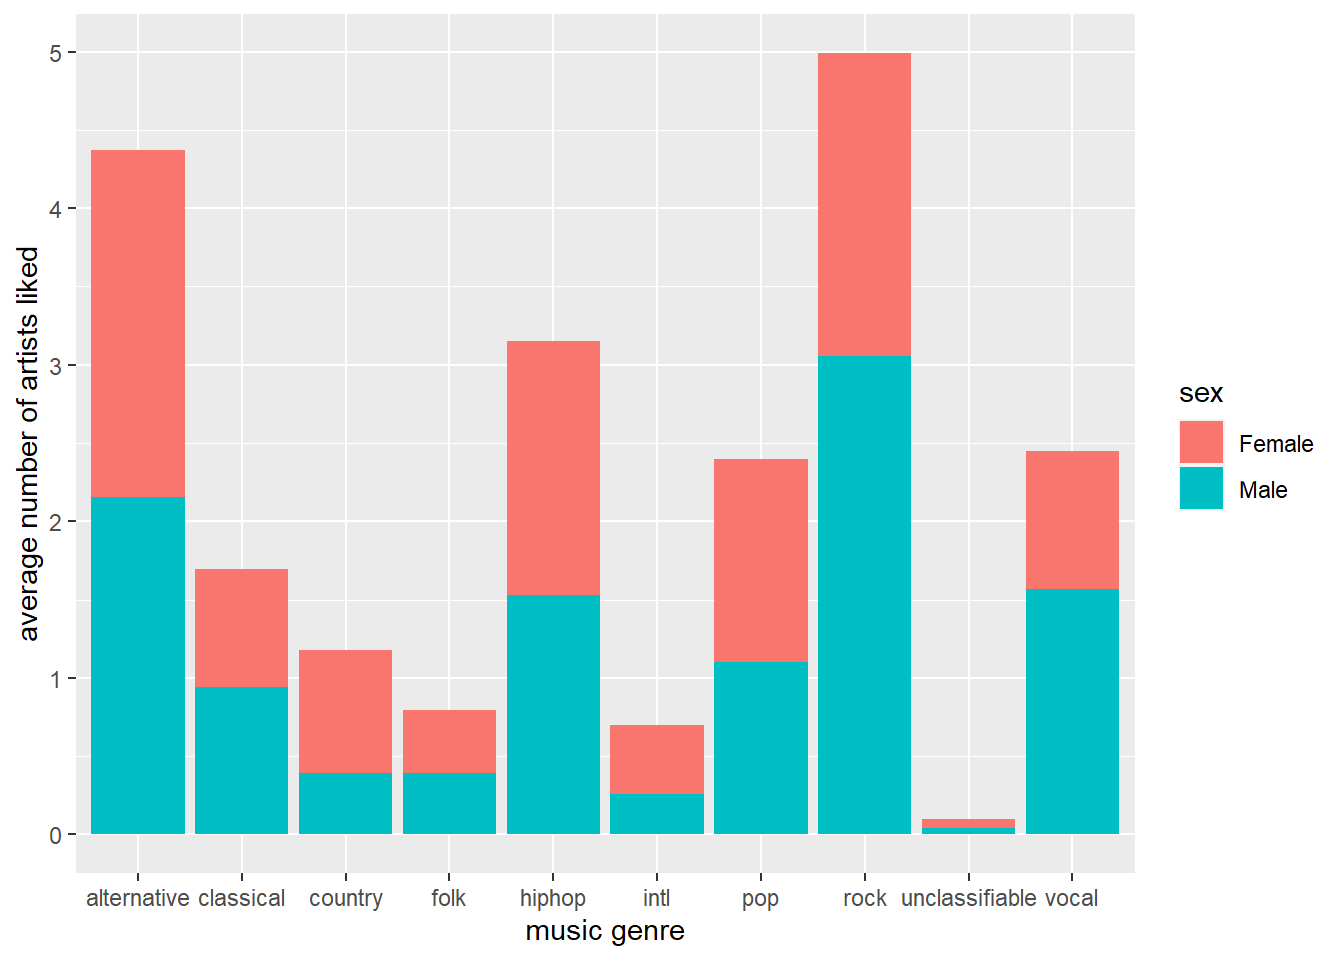 5
4
3
2
1
0
average number of artists liked
alternative classical country folk hiphop intl pop rock unclassifiable vocal
music genre
sex
Female
Male